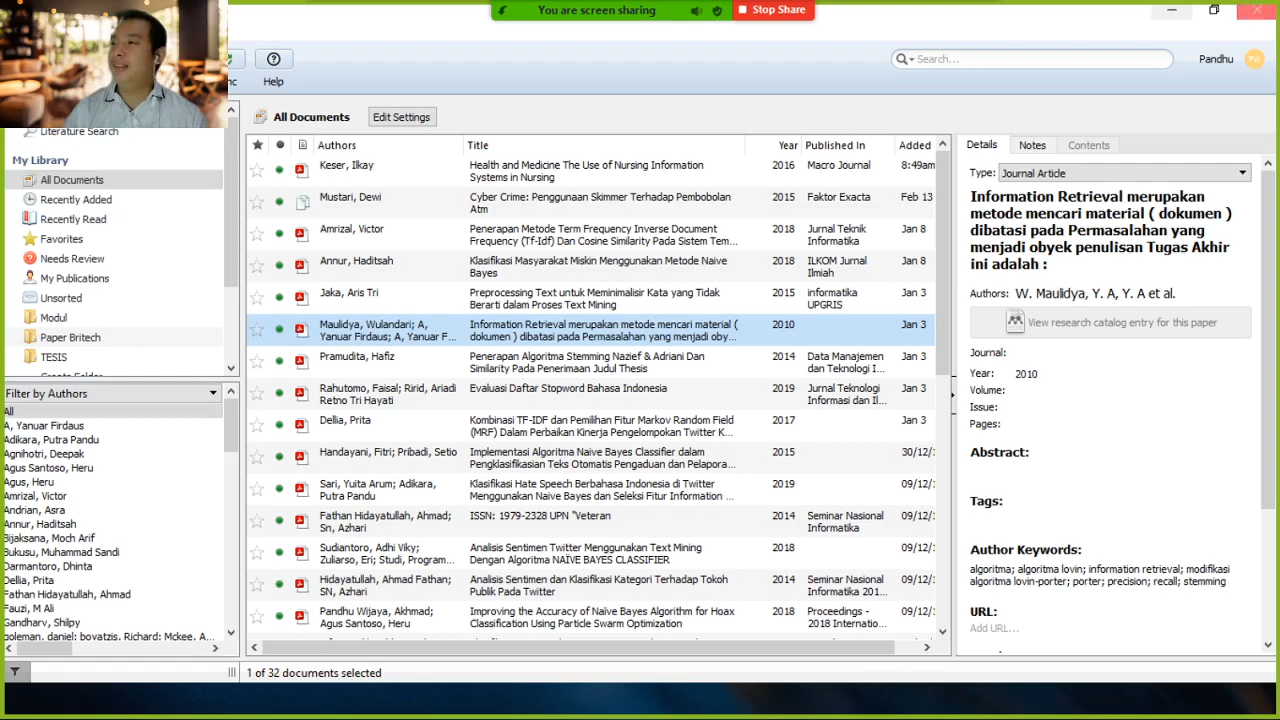 You are screen sharing
Stop Share
Help
Search...
Pandhu
PW
Literature Search
My Library
All Documents
Recently Added
Recently Read
Favorites
Needs Review
My Publications
Unsorted
Modul
Paper Britech
TESIS
Create Folder
Filter by Authors
All
A, Yanuar Firdaus
Adikara, Putra Pandu
Agnihotri, Deepak
Agus Santoso, Heru
Agus, Heru
Amrizal, Victor
Andrian, Asra
Annur, Haditsah
Bijaksana, Moch Arif
Bukusu, Muhammad Sandi
Darmantoro, Dhinta
Dellia, Prita
Fathan Hidayatullah, Ahmad
Fauzi, M Ali
Gandharv, Shilpy
goleman, daniel; boyatzis, Richard; Mckee, A...
All Documents
Edit Settings
Authors Title Year Published In Added
Keser, Ilkay Health and Medicine The Use of Nursing Information 2016 Macro Journal 8:49am
Systems in Nursing
Mustari, Dewi Cyber Crime: Penggunaan Skimmer Terhadap Pembobolan 2015 Faktor Exacta Feb 13
Atm
Amrizal, Victor Penerapan Metode Term Frequency Inverse Document 2018 Jurnal Teknik Jan 8
Frequency (Tf-Idf) Dan Cosine Similarity Pada Sistem Tem... Informatika
Annur, Haditsah Klasifikasi Masyarakat Miskin Menggunakan Metode Naive 2018 ILKOM Jurnal Jan 8
Bayes Ilmiah
Jaka, Aris Tri Preprocessing Text untuk Meminimalisir Kata yang Tidak 2015 informatika Jan 3
Berarti dalam Proses Text Mining UPGRIS
Maulidya, Wulandari; A, Information Retrieval merupakan metode mencari material ( 2010 Jan 3
Yanuar Firdaus; A, Yanuar F... dokumen ) dibatasi pada Permasalahan yang menjadi oby...
Pramudita, Hafiz Penerapan Algoritma Stemming Nazief & Adriani Dan 2014 Data Manajemen Jan 3
Similarity Pada Penerimaan Judul Thesis dan Teknologi I...
Rahutomo, Faisal; Ririd, Ariadi Evaluasi Daftar Stopword Bahasa Indonesia 2019 Jurnal Teknologi Jan 3
Retno Tri Hayati Informasi dan Il...
Dellia, Prita Kombinasi TF-IDF dan Pemilihan Fitur Markov Random Field 2017 Jan 3
(MRF) Dalam Perbaikan Kinerja Pengelompokan Twitter K...
Handayani, Fitri; Pribadi, Setio Implementasi Algoritma Naive Bayes Classifier dalam 2015 30/12/
Pengklasifikasian Teks Otomatis Pengaduan dan Pelapora...
Sari, Yuita Arum; Adikara, Klasifikasi Hate Speech Berbahasa Indonesia di Twitter 2019 09/12/
Putra Pandu Menggunakan Naive Bayes dan Seleksi Fitur Information ...
Fathan Hidayatullah, Ahmad; ISSN: 1979-2328 UPN "Veteran 2014 Seminar Nasional 09/12/
Sn, Azhari Informatika
Sudiantoro, Adhi Viky; Analisis Sentimen Twitter Menggunakan Text Mining 2018 09/12/
Zuliarso, Eri; Studi, Program... Dengan Algoritma NAÏVE BAYES CLASSIFIER
Hidayatullah, Ahmad Fathan; Analisis Sentimen dan Klasifikasi Kategori Terhadap Tokoh 2014 Seminar Nasional 09/12/
SN, Azhari Publik Pada Twitter Informatika 201...
Pandhu Wijaya, Akhmad; Improving the Accuracy of Naïve Bayes Algorithm for Hoax 2018 Proceedings - 09/12/
Agus Santoso, Heru Classification Using Particle Swarm Optimization 2018 Internatio...
1 of 32 documents selected
Details Notes Contents
Type: Journal Article
Information Retrieval merupakan
metode mencari material ( dokumen )
dibatasi pada Permasalahan yang
menjadi obyek penulisan Tugas Akhir
ini adalah :
Authors: W. Maulidya, Y. A, Y. A et al.
View research catalog entry for this paper
Journal:
Year: 2010
Volume:
Issue:
Pages:
Abstract:
Tags:
Author Keywords:
algoritma; algoritma lovin; information retrieval; modifikasi
algoritma lovin-porter; porter; precision; recall; stemming
URL:
Add URL...